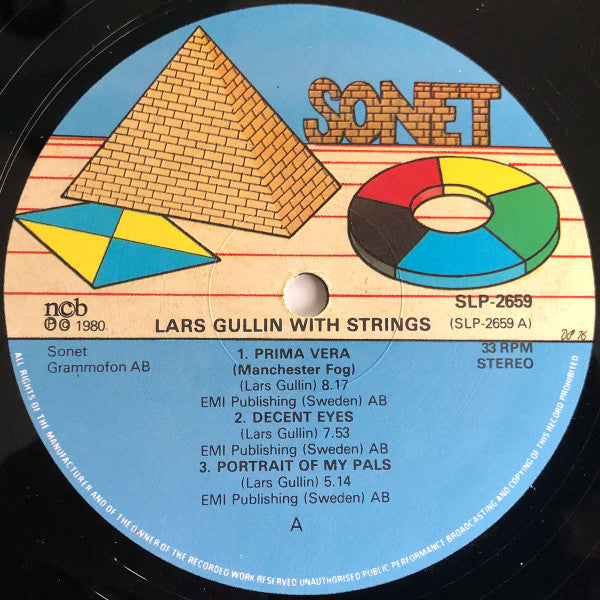 SONET
ncb
℗ © 1980
LARS GULLIN WITH STRINGS
SLP-2659
(SLP-2659 A)
Sonet
Grammofon AB
33 RPM
STEREO
1. PRIMA VERA
(Manchester Fog)
(Lars Gullin) 8.17
EMI Publishing (Sweden) AB
2. DECENT EYES
(Lars Gullin) 7.53
EMI Publishing (Sweden) AB
3. PORTRAIT OF MY PALS
(Lars Gullin) 5.14
EMI Publishing (Sweden) AB
A
ALL RIGHTS OF THE MANUFACTURER AND OF THE OWNER OF THE RECORDED WORK RESERVED UNAUTHORISED PUBLIC PERFORMANCE BROADCASTING AND COPYING OF THIS RECORD PROHIBITED